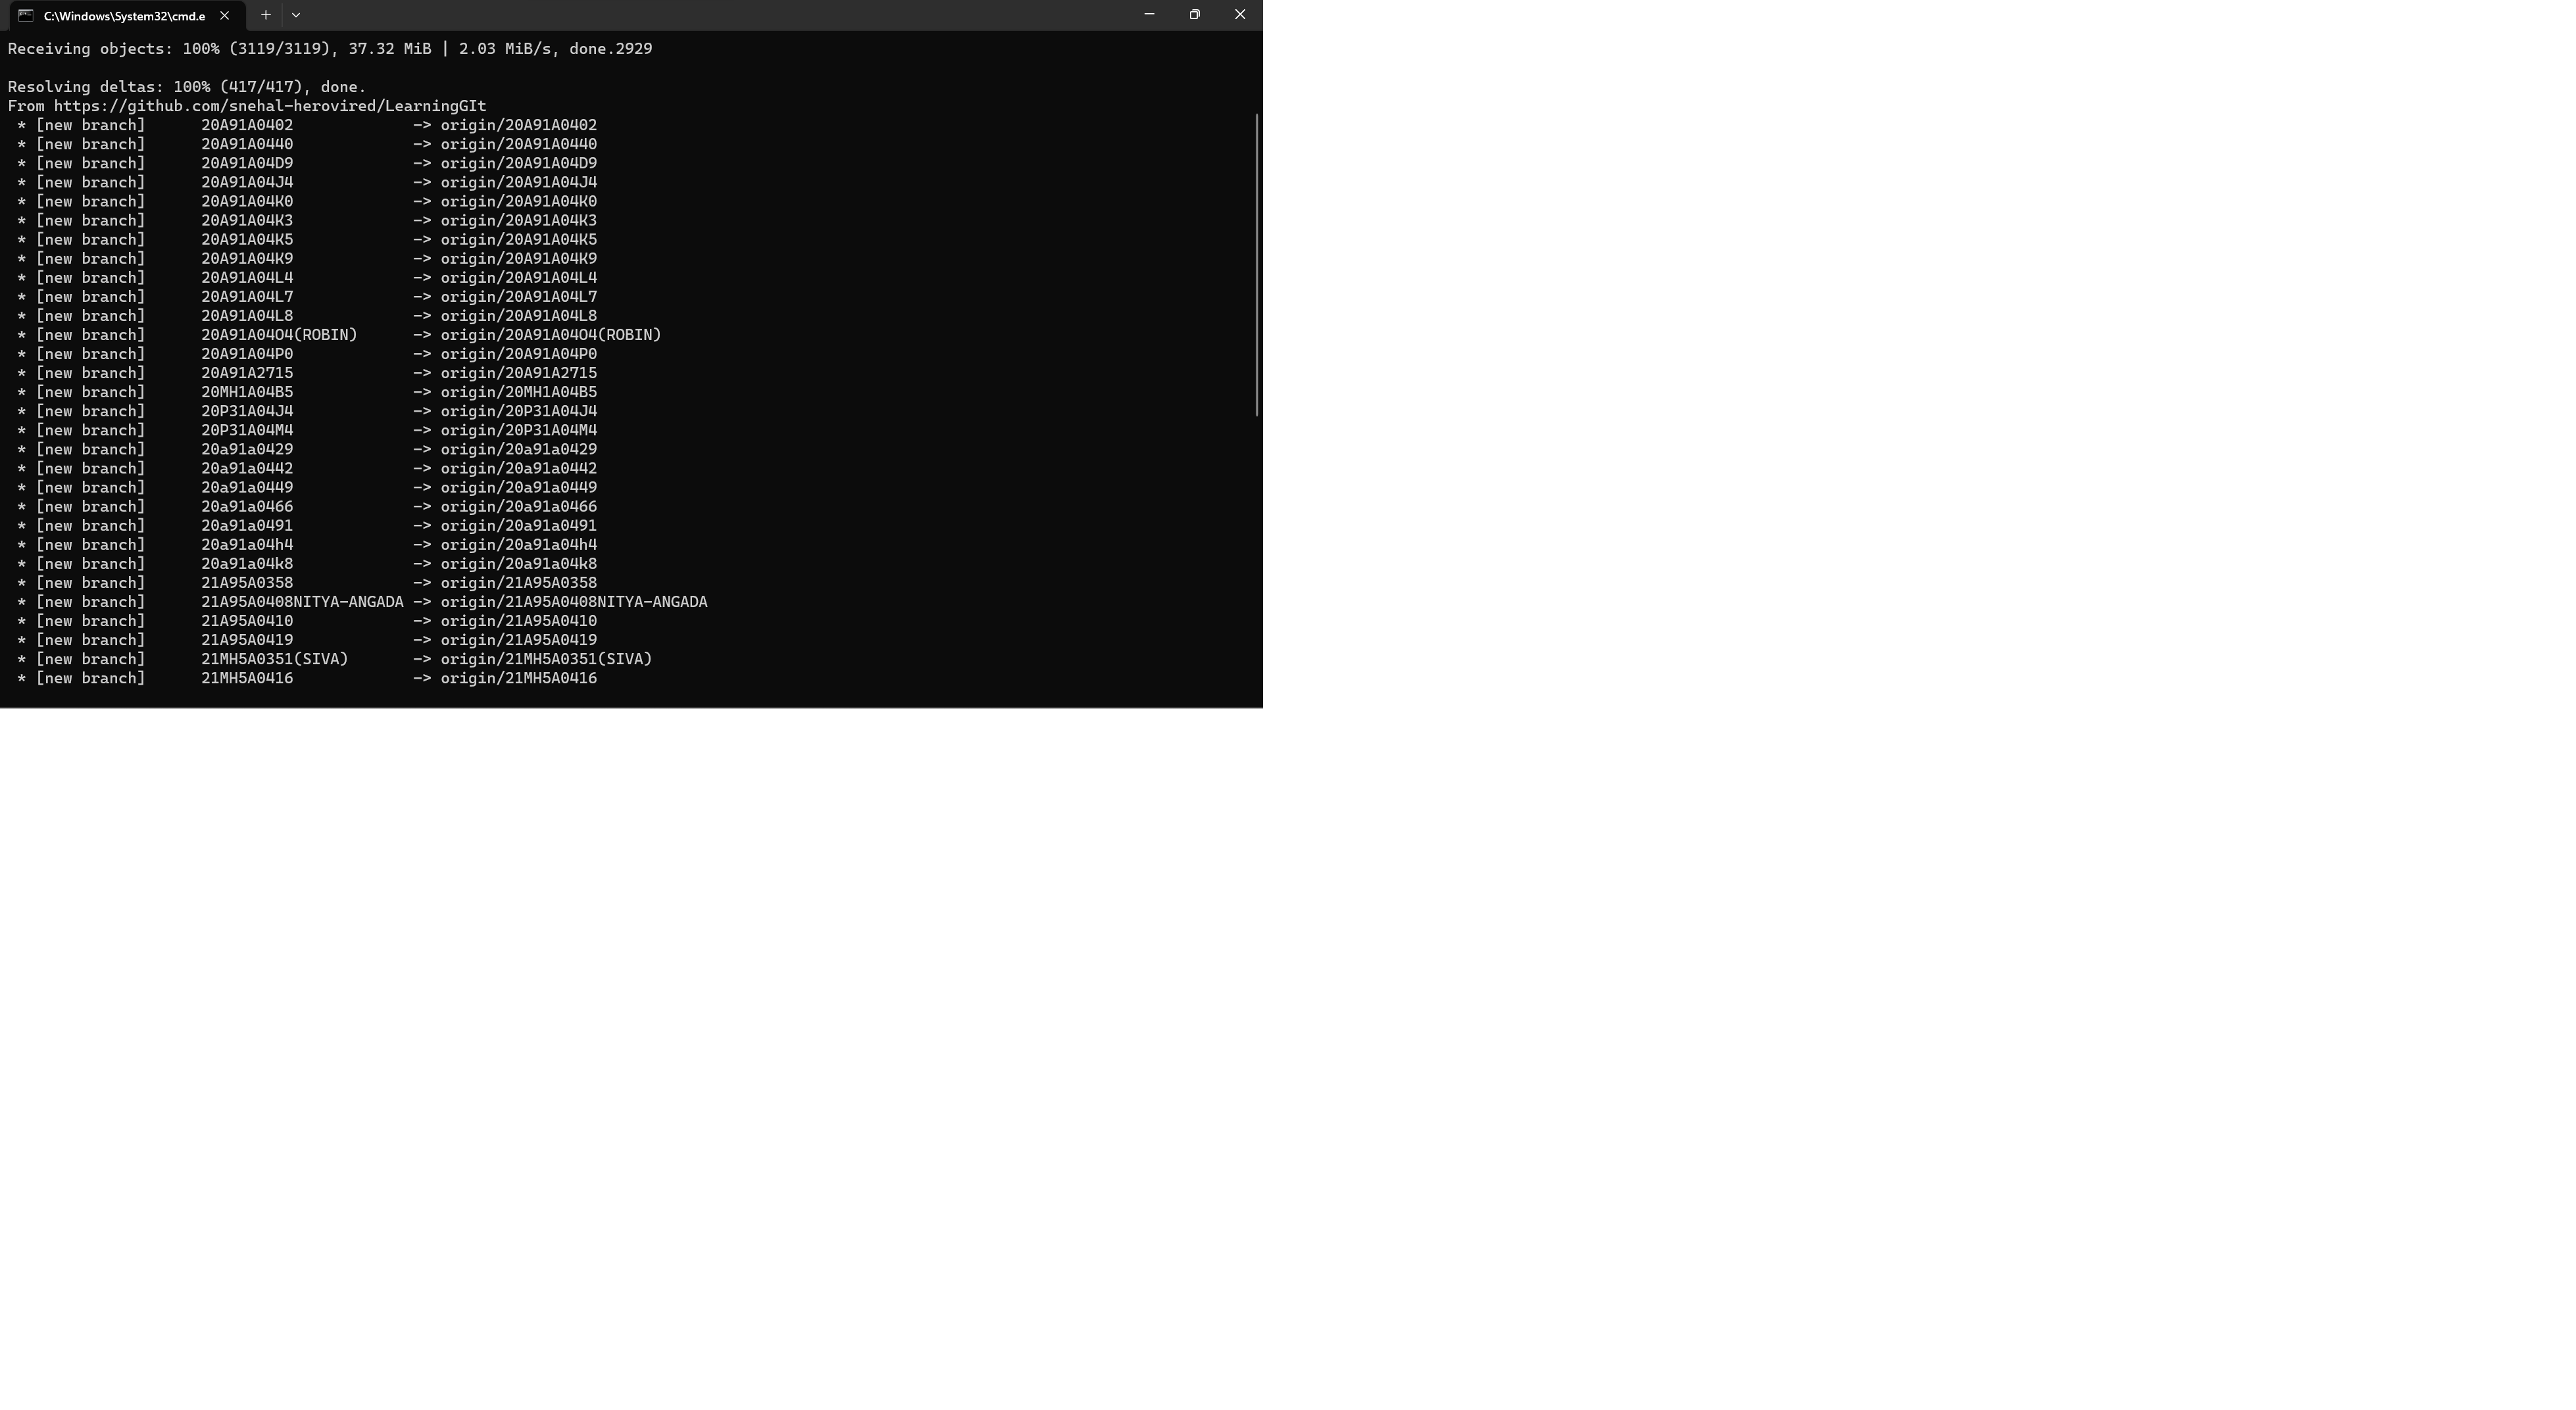 C:\Windows\System32\cmd.e
Receiving objects: 100% (3119/3119), 37.32 MiB | 2.03 MiB/s, done.2929
Resolving deltas: 100% (417/417), done.
From https://github.com/snehal-herovired/LearningGIt
 * [new branch]      20A91A0402             -> origin/20A91A0402
 * [new branch]      20A91A0440             -> origin/20A91A0440
 * [new branch]      20A91A04D9             -> origin/20A91A04D9
 * [new branch]      20A91A04J4             -> origin/20A91A04J4
 * [new branch]      20A91A04K0             -> origin/20A91A04K0
 * [new branch]      20A91A04K3             -> origin/20A91A04K3
 * [new branch]      20A91A04K5             -> origin/20A91A04K5
 * [new branch]      20A91A04K9             -> origin/20A91A04K9
 * [new branch]      20A91A04L4             -> origin/20A91A04L4
 * [new branch]      20A91A04L7             -> origin/20A91A04L7
 * [new branch]      20A91A04L8             -> origin/20A91A04L8
 * [new branch]      20A91A04O4(ROBIN)      -> origin/20A91A04O4(ROBIN)
 * [new branch]      20A91A04P0             -> origin/20A91A04P0
 * [new branch]      20A91A2715             -> origin/20A91A2715
 * [new branch]      20MH1A04B5             -> origin/20MH1A04B5
 * [new branch]      20P31A04J4             -> origin/20P31A04J4
 * [new branch]      20P31A04M4             -> origin/20P31A04M4
 * [new branch]      20a91a0429             -> origin/20a91a0429
 * [new branch]      20a91a0442             -> origin/20a91a0442
 * [new branch]      20a91a0449             -> origin/20a91a0449
 * [new branch]      20a91a0466             -> origin/20a91a0466
 * [new branch]      20a91a0491             -> origin/20a91a0491
 * [new branch]      20a91a04h4             -> origin/20a91a04h4
 * [new branch]      20a91a04k8             -> origin/20a91a04k8
 * [new branch]      21A95A0358             -> origin/21A95A0358
 * [new branch]      21A95A0408NITYA-ANGADA -> origin/21A95A0408NITYA-ANGADA
 * [new branch]      21A95A0410             -> origin/21A95A0410
 * [new branch]      21A95A0419             -> origin/21A95A0419
 * [new branch]      21MH5A0351(SIVA)       -> origin/21MH5A0351(SIVA)
 * [new branch]      21MH5A0416             -> origin/21MH5A0416